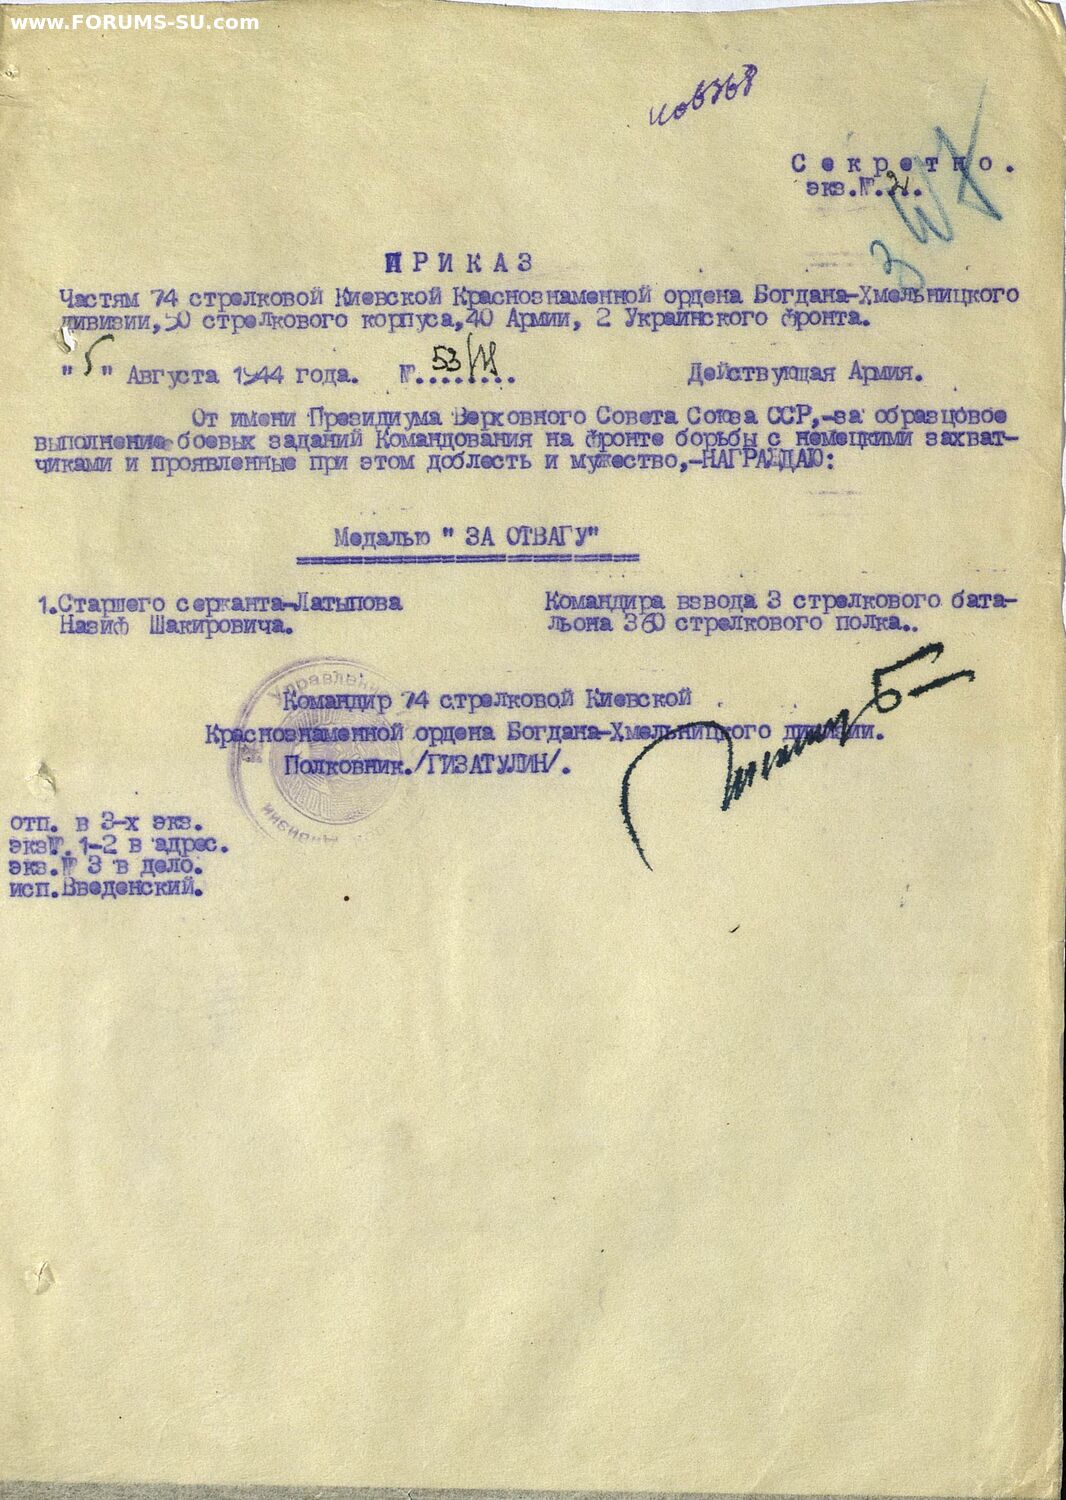 www.FORUMS-SU.com
Секретно.
экз.№.2.
ПРИКАЗ
Частям 74 стрелковой Киевской Краснознаменной ордена Богдана-Хмельницкого
дивизии,50 стрелкового корпуса,40 Армии, 2 Украинского фронта.
"5" Августа 1944 года. №.53/Н... Действующая Армия.
От имени Президиума Верховного Совета Союза ССР,-за образцовое
выполнение боевых заданий Командования на фронте борьбы с немецкими захват-
чиками и проявленные при этом доблесть и мужество,-НАГРАЖДАЮ:
Медалью " ЗА ОТВАГУ"
1.Старшего сержанта-Латыпова Командира взвода 3 стрелкового бата-
Назиф Шакировича. льона 360 стрелкового полка..
Управление
Командир 74 стрелковой Киевской
Краснознаменной ордена Богдана-Хмельницкого дивизии.
Полковник./ГИЗАТУЛИН/.
дивизии
отп. в 3-х экз.
экз№. 1-2 в адрес.
экз.№ 3 в дело.
исп.Введенский.